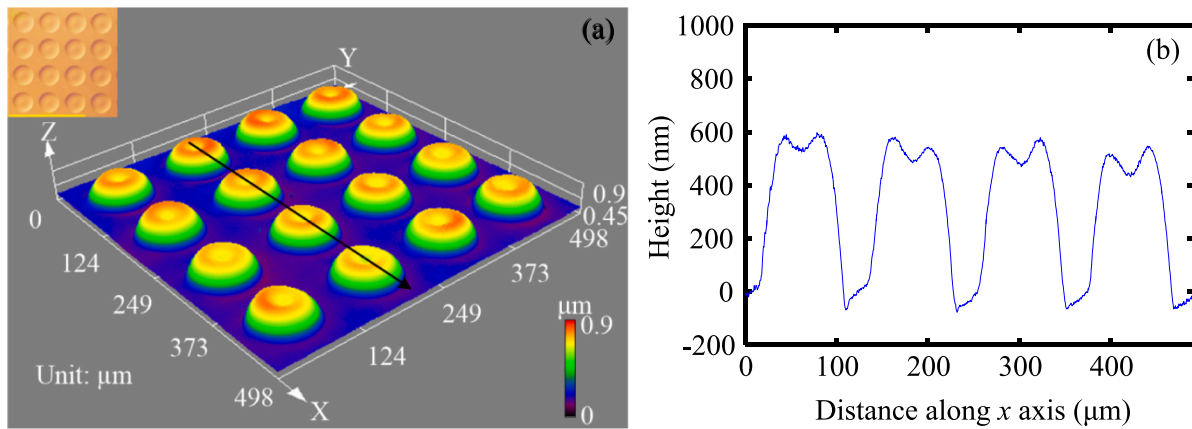 (a)
Y
Z
0
124
249
373
498
X
124
249
373
498
0.45
0.9
Unit: μm
μm
0.9
0
(b)
1000
800
600
400
200
0
-200
Height (nm)
0 100 200 300 400
Distance along x axis (μm)